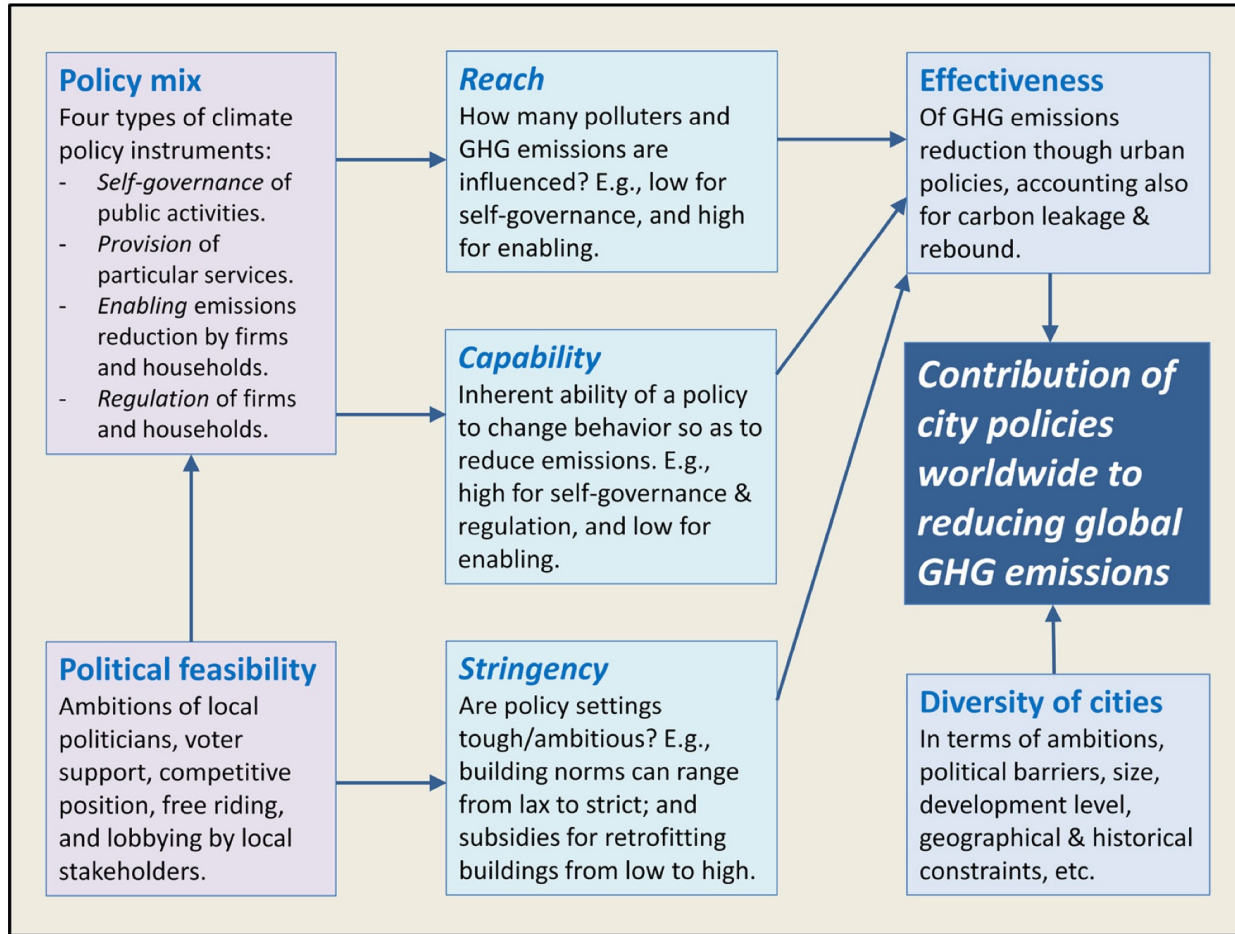 Policy mix
Four types of climate
policy instruments:
- Self-governance of
public activities.
- Provision of
particular services.
- Enabling emissions
reduction by firms
and households.
- Regulation of firms
and households.
Reach
How many polluters and
GHG emissions are
influenced? E.g., low for
self-governance, and high
for enabling.
Effectiveness
Of GHG emissions
reduction though urban
policies, accounting also
for carbon leakage &
rebound.
Capability
Inherent ability of a policy
to change behavior so as to
reduce emissions. E.g.,
high for self-governance &
regulation, and low for
enabling.
Contribution of
city policies
worldwide to
reducing global
GHG emissions
Political feasibility
Ambitions of local
politicians, voter
support, competitive
position, free riding,
and lobbying by local
stakeholders.
Stringency
Are policy settings
tough/ambitious? E.g.,
building norms can range
from lax to strict; and
subsidies for retrofitting
buildings from low to high.
Diversity of cities
In terms of ambitions,
political barriers, size,
development level,
geographical & historical
constraints, etc.